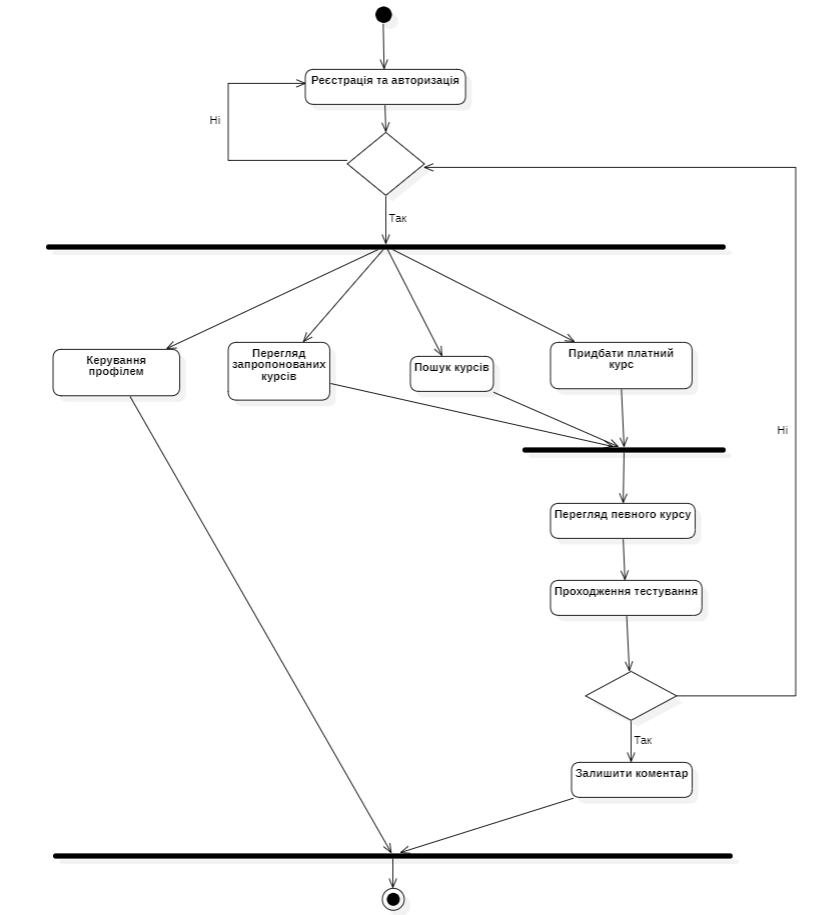 Реєстрація та авторизація
Ні
Так
Керування
профілем
Перегляд
запропонованих
курсів
Пошук курсів
Придбати платний
курс
Ні
Перегляд певного курсу
Проходження тестування
Так
Залишити коментар